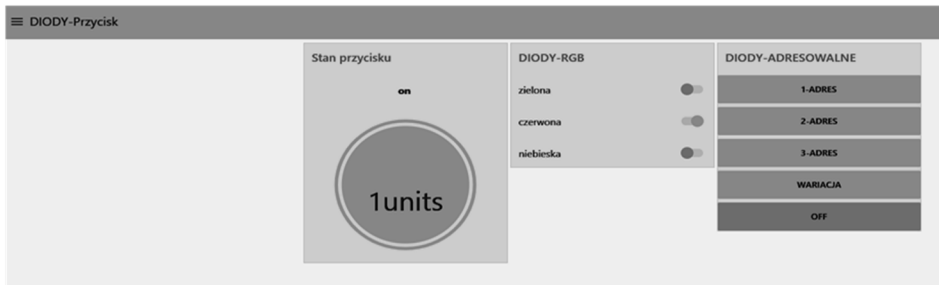 DIODY-Przycisk
Stan przycisku
on
1units
DIODY-RGB
zielona
czerwona
niebieska
DIODY-ADRESOWALNE
1-ADRES
2-ADRES
3-ADRES
WARIACJA
OFF